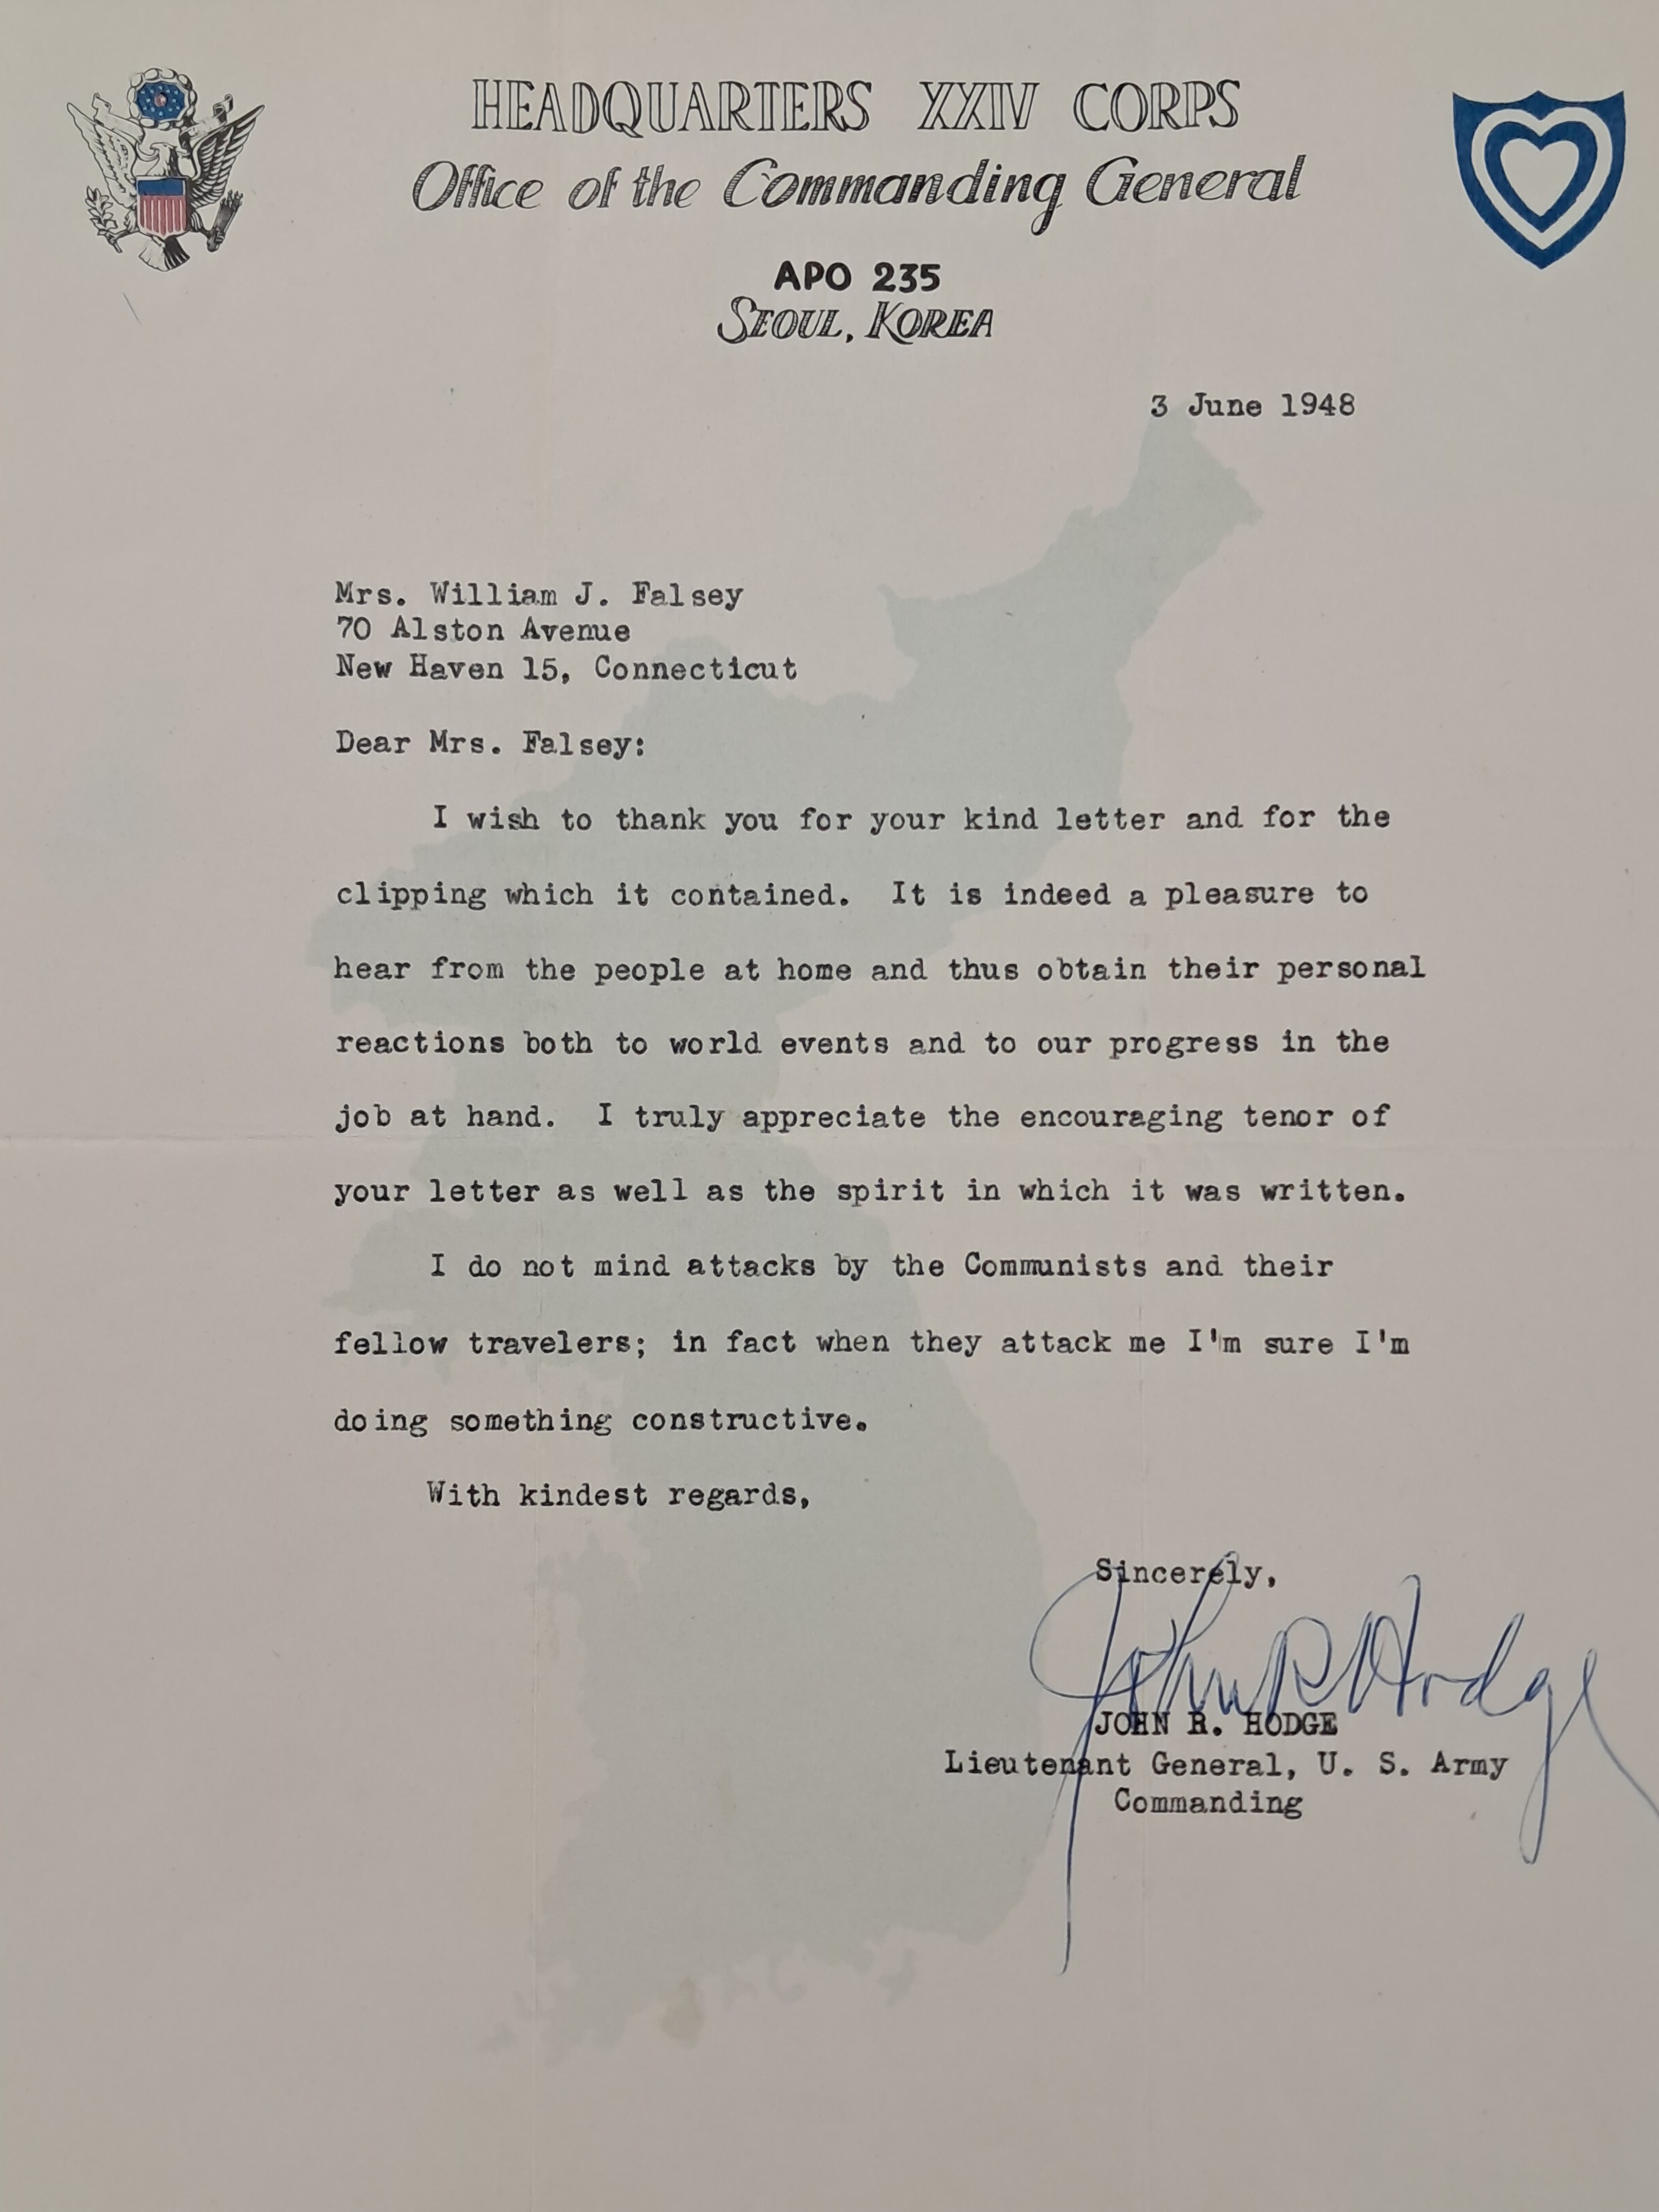 HEADQUARTERS XXIV CORPS
Office of the Commanding General
APO 235
SEOUL, KOREA
3 June 1948
Mrs. William J. Falsey
70 Alston Avenue
New Haven 15, Connecticut
Dear Mrs. Falsey:
I wish to thank you for your kind letter and for the
clipping which it contained. It is indeed a pleasure to
hear from the people at home and thus obtain their personal
reactions both to world events and to our progress in the
job at hand. I truly appreciate the encouraging tenor of
your letter as well as the spirit in which it was written.
I do not mind attacks by the Communists and their
fellow travelers; in fact when they attack me I'm sure I'm
doing something constructive.
With kindest regards,
Sincerely,
John R Hodge
JOHN R. HODGE
Lieutenant General, U. S. Army
Commanding